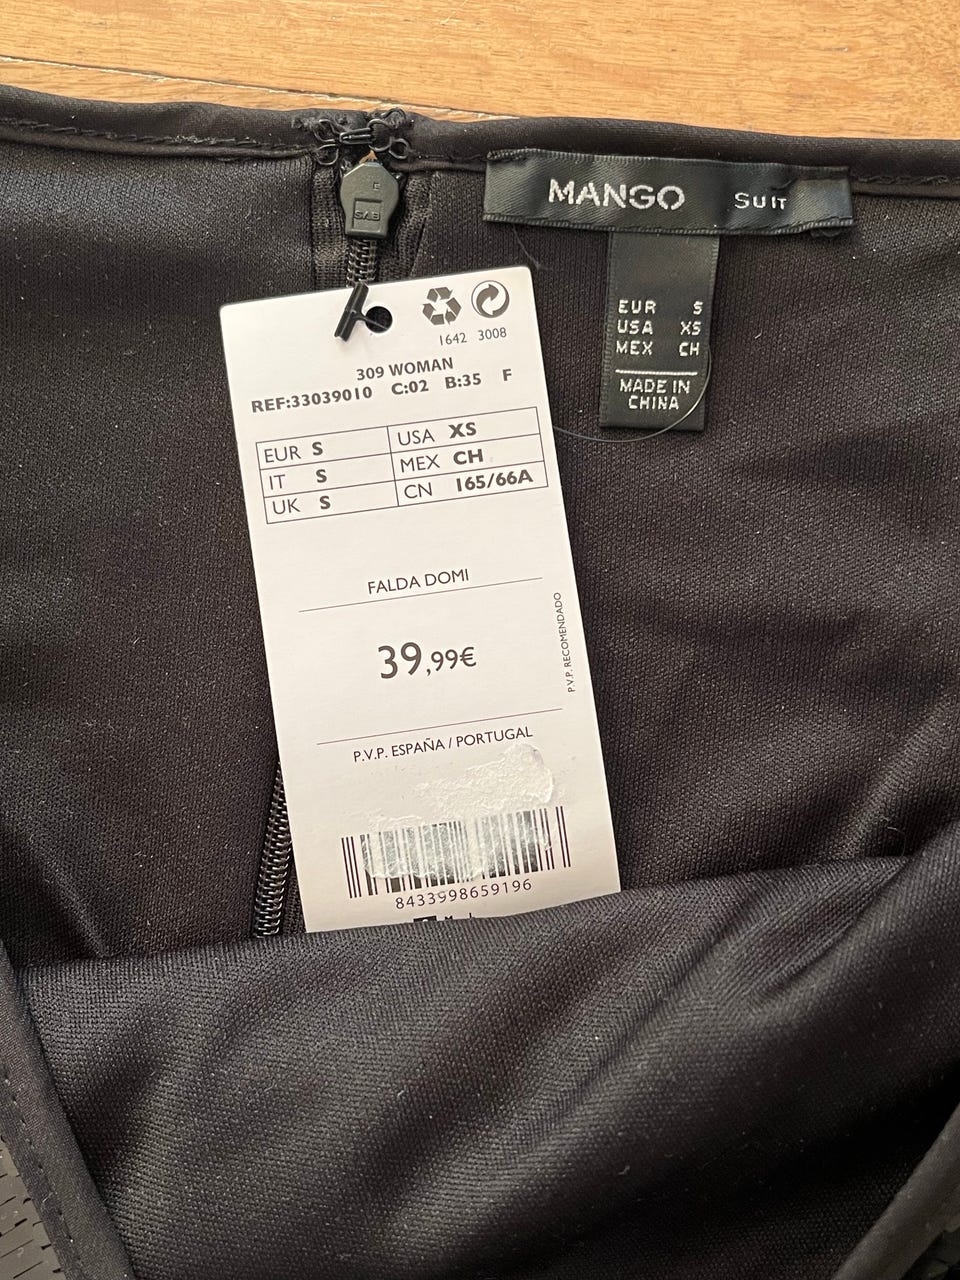 MANGO Suit
EUR S
USA XS
MEX CH
MADE IN
CHINA
1642 3008
309 WOMAN
REF:33039010 C:02 B:35 F
EUR S USA XS
IT S MEX CH
UK S CN 165/66A
FALDA DOMI
39,99€
P.V.P. RECOMENDADO
P.V.P. ESPAÑA / PORTUGAL
8433998659196